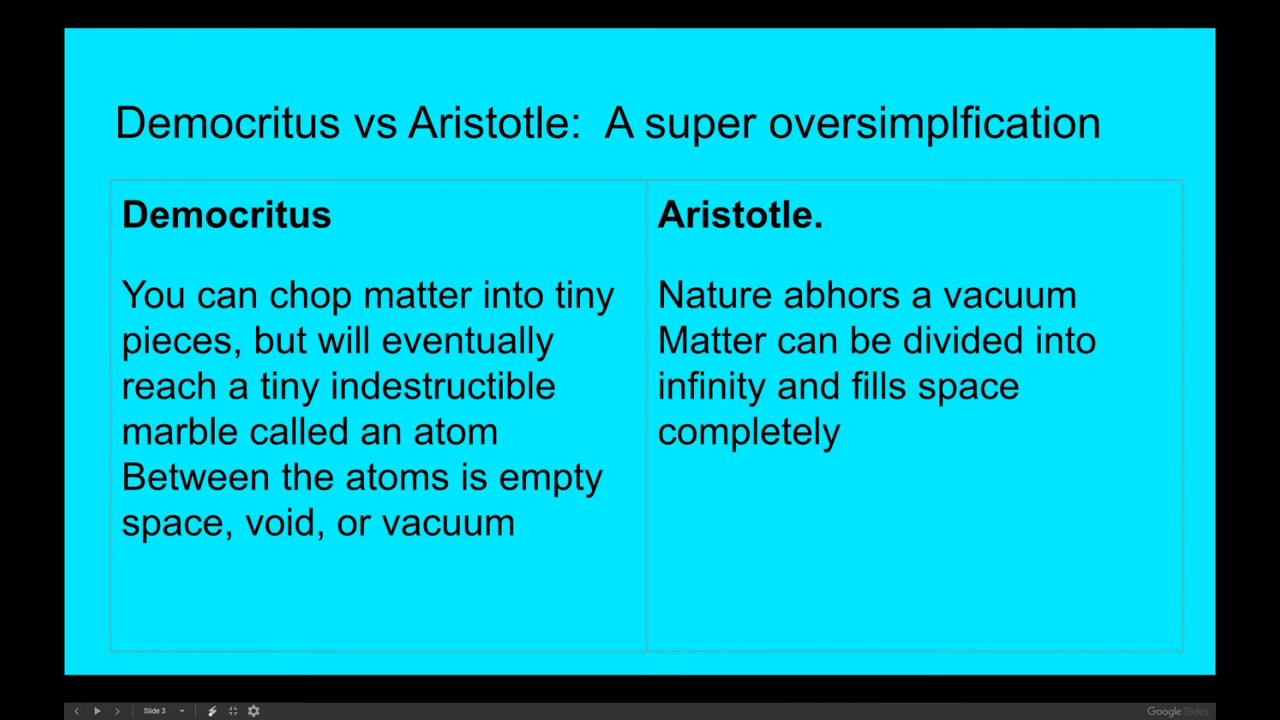 Democritus vs Aristotle:  A super oversimplfication
Democritus
You can chop matter into tiny
pieces, but will eventually
reach a tiny indestructible
marble called an atom
Between the atoms is empty
space, void, or vacuum
Aristotle.
Nature abhors a vacuum
Matter can be divided into
infinity and fills space
completely
Slide 3
Google Slides